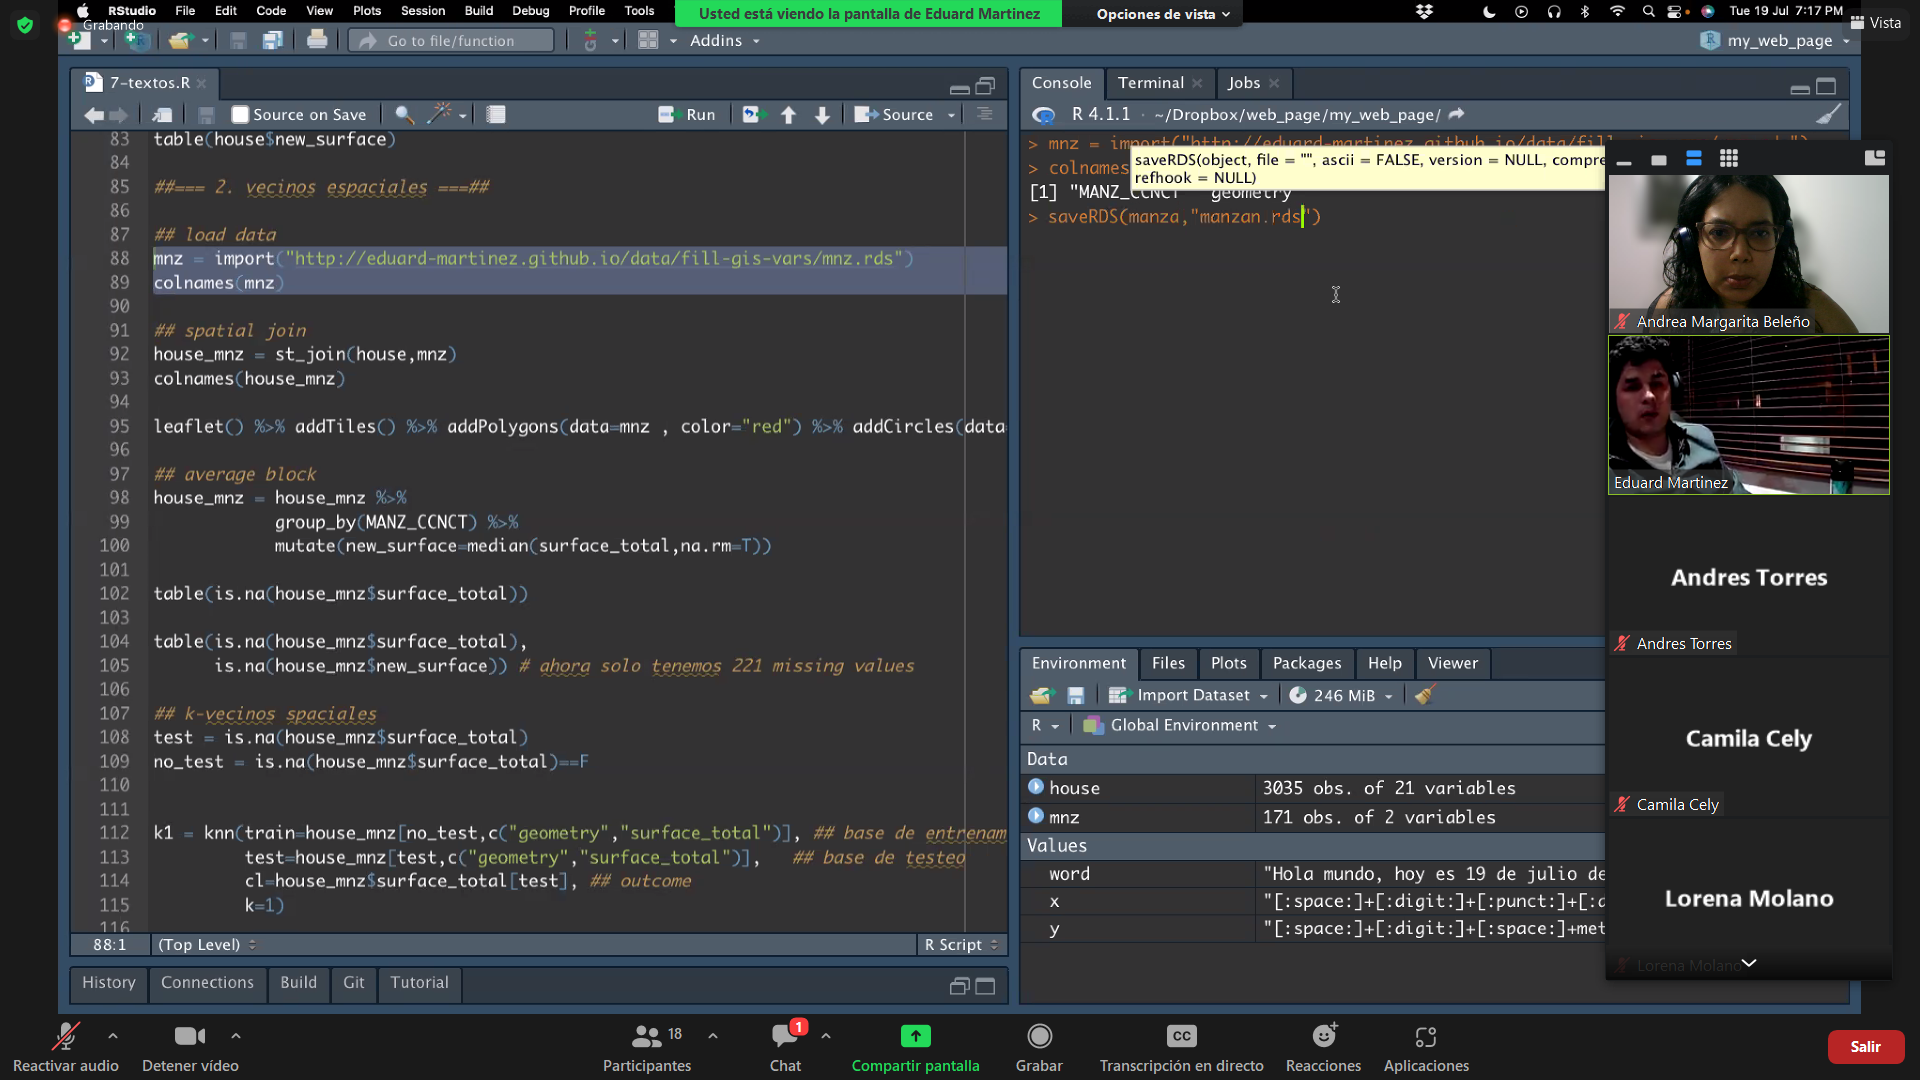 RStudio File Edit Code View Plots Session Build Debug Profile Tools
Usted está viendo la pantalla de Eduard Martinez
Opciones de vista
Tue 19 Jul 7:17 PM
Vista
Grabando
Go to file/function
Addins
my_web_page
7-textos.R
Source on Save
Run
Source
83 table(house$new_surface)
84
85 ##=== 2. vecinos espaciales ===##
86
87 ## load data
88 mnz = import("http://eduard-martinez.github.io/data/fill-gis-vars/mnz.rds")
89 colnames(mnz)
90
91 ## spatial join
92 house_mnz = st_join(house,mnz)
93 colnames(house_mnz)
94
95 leaflet() %>% addTiles() %>% addPolygons(data=mnz , color="red") %>% addCircles(data
96
97 ## average block
98 house_mnz = house_mnz %>%
99 group_by(MANZ_CCNCT) %>%
100 mutate(new_surface=median(surface_total,na.rm=T))
101
102 table(is.na(house_mnz$surface_total))
103
104 table(is.na(house_mnz$surface_total),
105 is.na(house_mnz$new_surface)) # ahora solo tenemos 221 missing values
106
107 ## k-vecinos spaciales
108 test = is.na(house_mnz$surface_total)
109 no_test = is.na(house_mnz$surface_total)==F
110
111
112 k1 = knn(train=house_mnz[no_test,c("geometry","surface_total")], ## base de entrenam
113 test=house_mnz[test,c("geometry","surface_total")], ## base de testeo
114 cl=house_mnz$surface_total[test], ## outcome
115 k=1)
116
88:1 (Top Level) R Script
History Connections Build Git Tutorial
Console Terminal Jobs
R 4.1.1 · ~/Dropbox/web_page/my_web_page/
> mnz = import("http://eduard-martinez.github.io/data/fill-
> colnames
saveRDS(object, file = "", ascii = FALSE, version = NULL, compre
refhook = NULL)
[1] "MANZ_CCNCT" "geometry"
> saveRDS(manza,"manzan.rds")
Environment Files Plots Packages Help Viewer
Import Dataset 246 MiB
R Global Environment
Data
house 3035 obs. of 21 variables
mnz 171 obs. of 2 variables
Values
word "Hola mundo, hoy es 19 de julio de
x "[:space:]+[:digit:]+[:punct:]+[:d
y "[:space:]+[:digit:]+[:space:]+met
Andrea Margarita Beleño
Eduard Martinez
Andres Torres
Andres Torres
Camila Cely
Camila Cely
Lorena Molano
Lorena Molano
Reactivar audio
Detener vídeo
18
Participantes
1
Chat
Compartir pantalla
Grabar
CC
Transcripción en directo
Reacciones
Aplicaciones
Salir